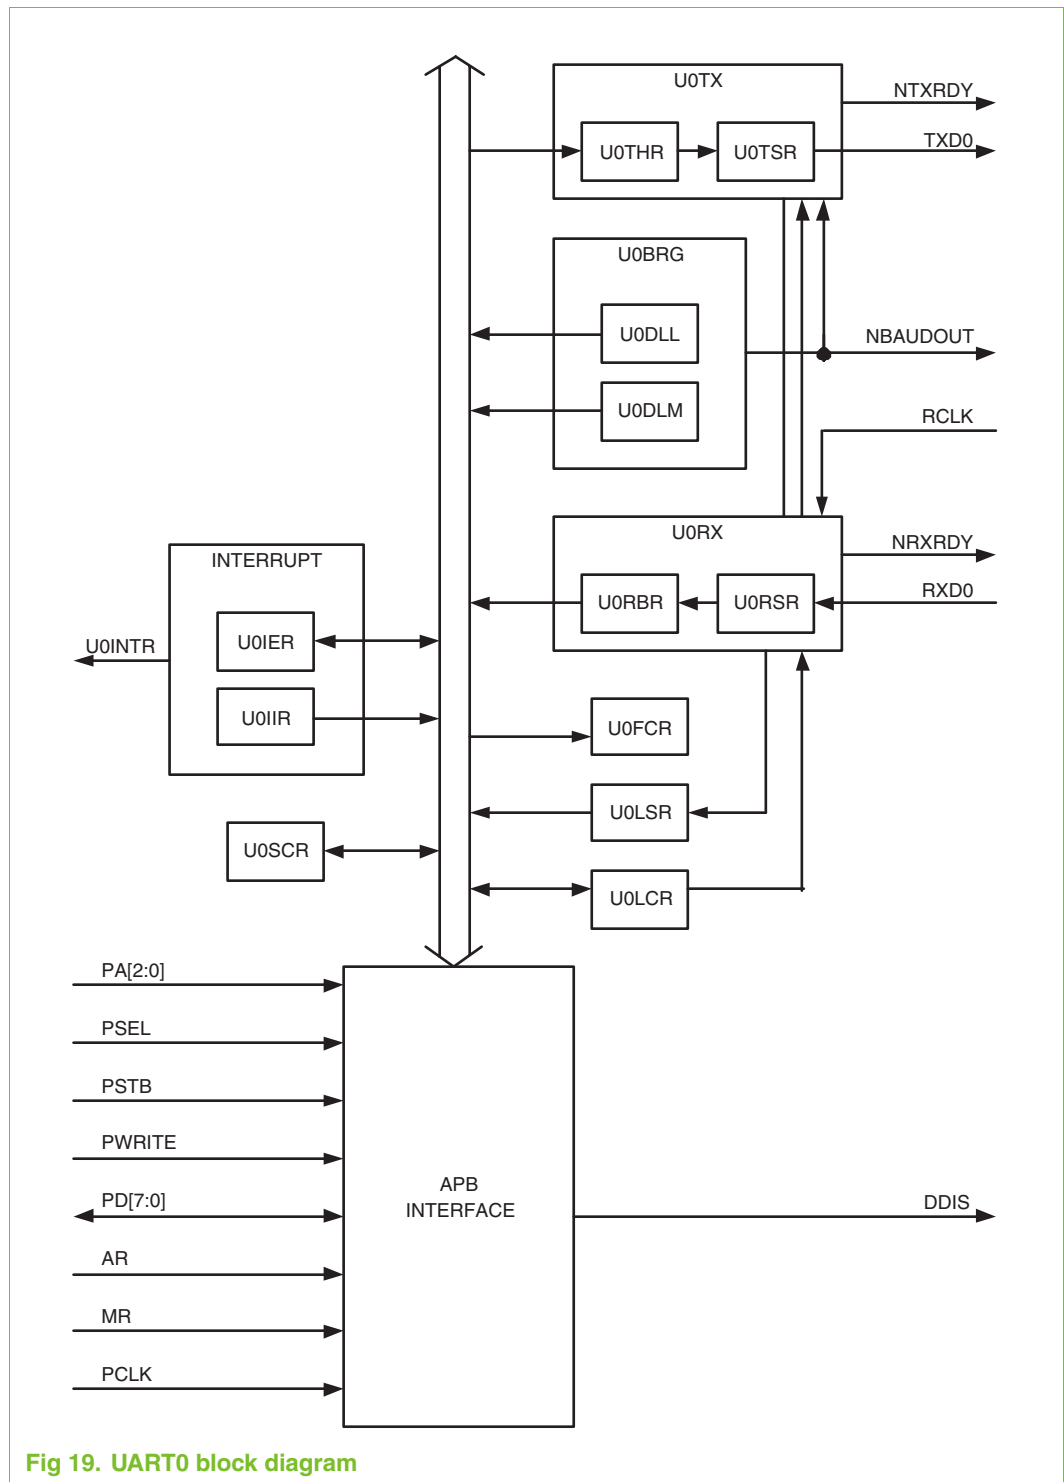 U0TX
NTXRDY
U0THR
U0TSR
TXD0
U0BRG
U0DLL
NBAUDOUT
U0DLM
RCLK
U0RX
NRXRDY
INTERRUPT
U0RBR
U0RSR
RXD0
U0INTR
U0IER
U0IIR
U0FCR
U0LSR
U0SCR
U0LCR
PA[2:0]
PSEL
PSTB
PWRITE
PD[7:0]
APB
INTERFACE
DDIS
AR
MR
PCLK
Fig 19. UART0 block diagram